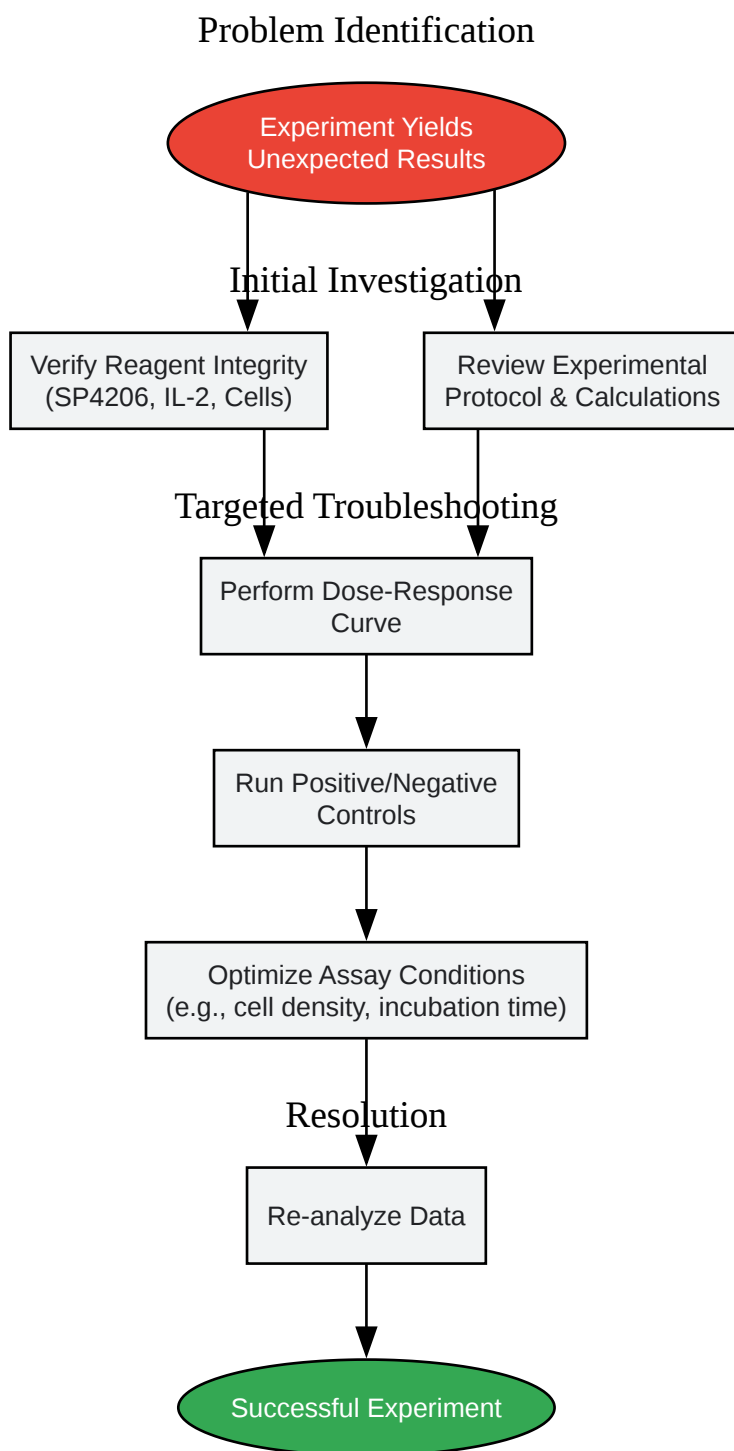 Problem Identification
Experiment Yields
Unexpected Results
Initial Investigation
Verify Reagent Integrity
(SP4206, IL-2, Cells)
Review Experimental
Protocol & Calculations
Targeted Troubleshooting
Perform Dose-Response
Curve
Run Positive/Negative
Controls
Optimize Assay Conditions
(e.g., cell density, incubation time)
Resolution
Re-analyze Data
Successful Experiment